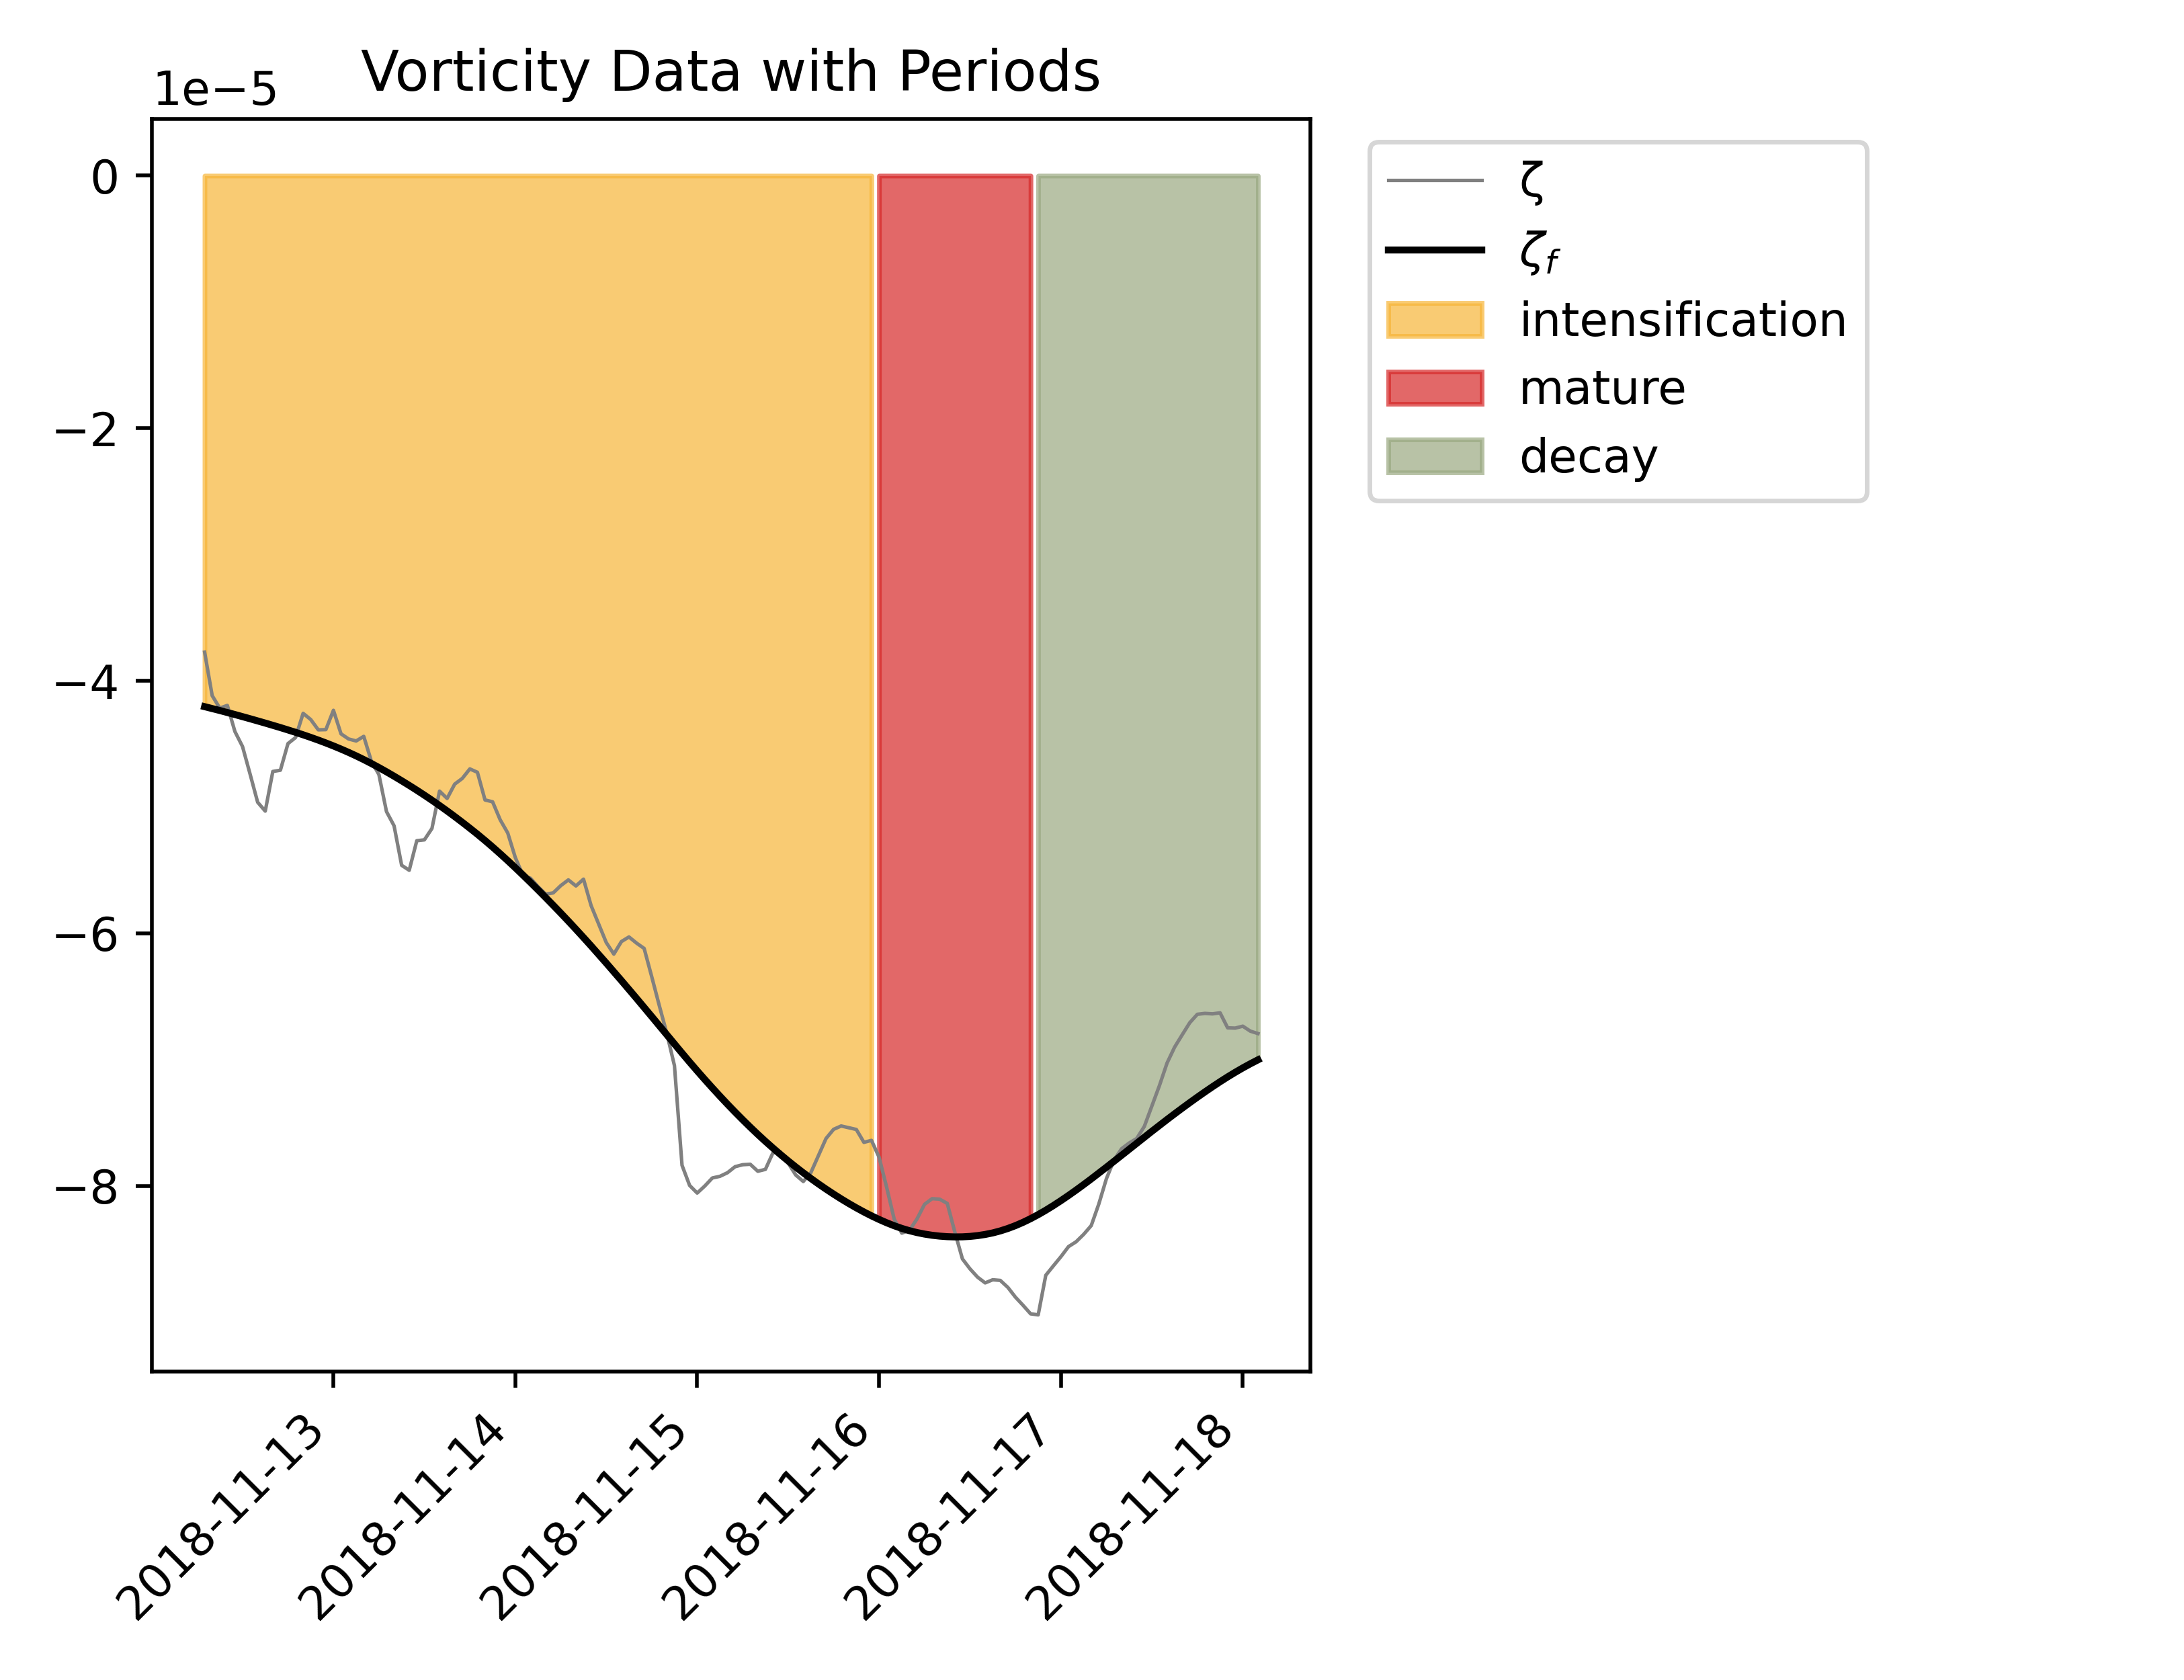 Vorticity Data with Periods
1e−5
0
−2
−4
−6
−8
2018-11-13
2018-11-14
2018-11-15
2018-11-16
2018-11-17
2018-11-18
ζ
ζf
intensification
mature
decay